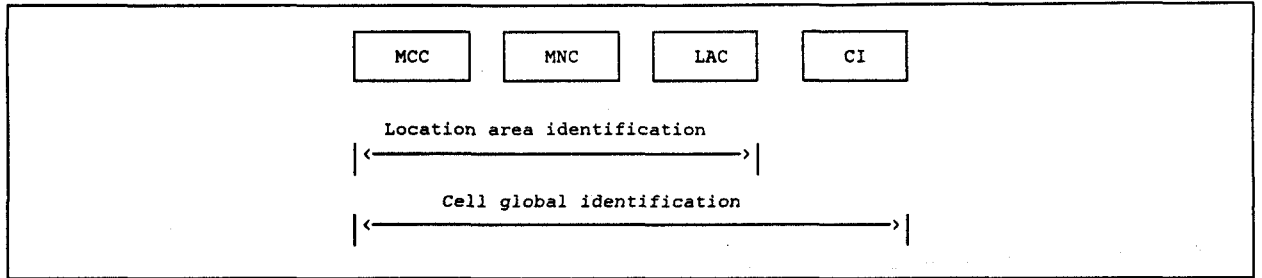 MCC MNC LAC CI
Location area identification
|<----------------------------->|
Cell global identification
|<----------------------------------------->|